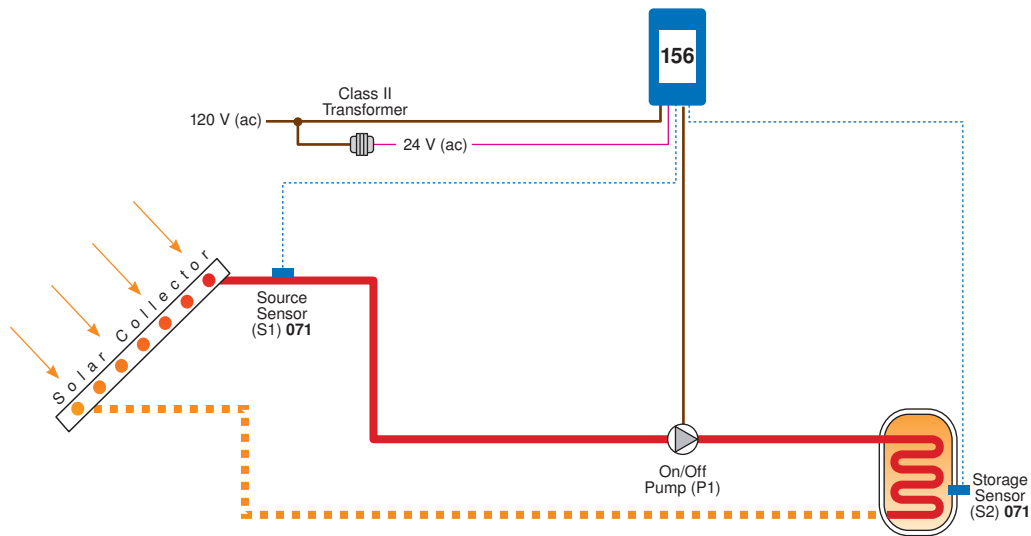 156
Class II
Transformer
120 V (ac)
24 V (ac)
Solar Collector
Source
Sensor
(S1) 071
On/Off
Pump (P1)
Storage
Sensor
(S2) 071